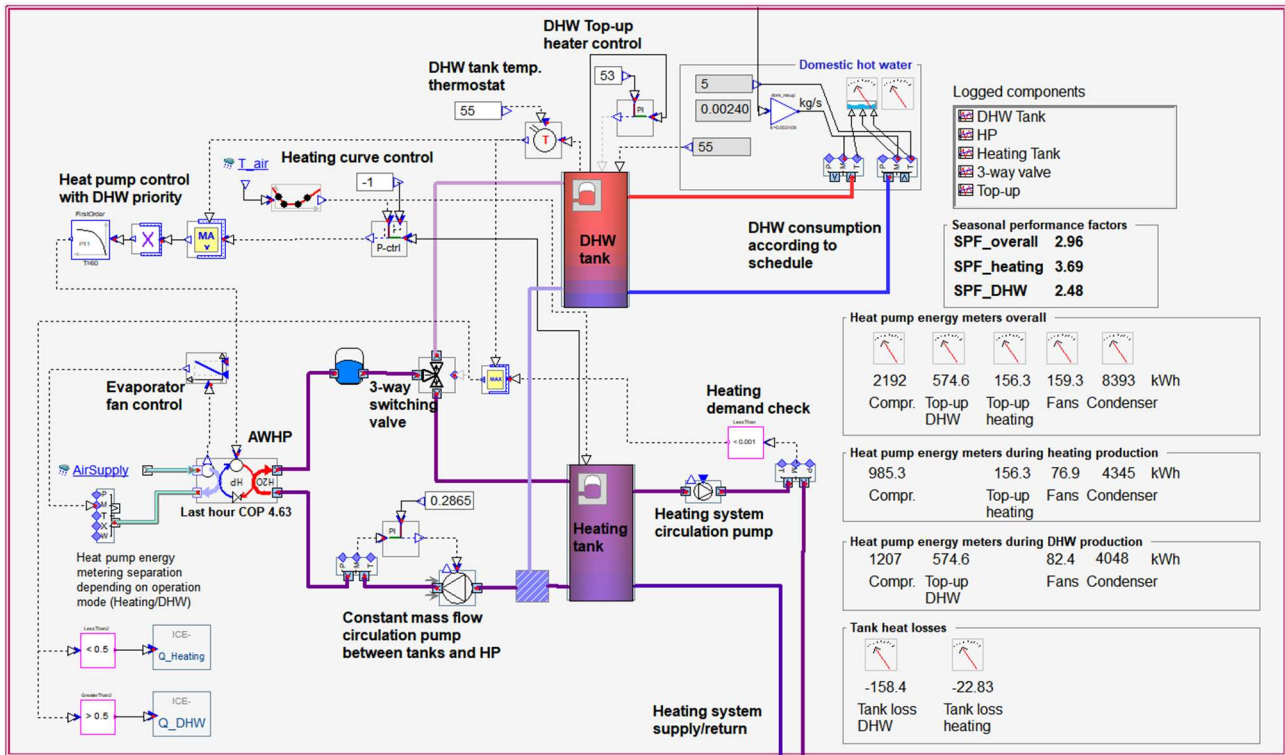 DHW Top-up
heater control
DHW tank temp.
thermostat
53
PI
55
T
Domestic hot water
5
0.00240
kg/s
55
P M T
P M T
Logged components
DHW Tank
HP
Heating Tank
3-way valve
Top-up
T_air
Heating curve control
-1
Heat pump control
with DHW priority
FirstOrder
PT1
T=60
X
MA
v
P-ctrl
DHW
tank
DHW consumption
according to
schedule
Seasonal performance factors
SPF_overall 2.96
SPF_heating 3.69
SPF_DHW 2.48
Heat pump energy meters overall
2192 574.6 156.3 159.3 8393 kWh
Compr. Top-up Top-up Fans Condenser
DHW heating
Evaporator
fan control
3-way
switching
valve
MAX
Heating
demand check
LessThan
< 0.001
AWHP
AirSupply
HP
H2O
Last hour COP 4.63
P
M
T
X
W
0.2865
PI
P M T
T M P
Heating
tank
Heating system
circulation pump
Heat pump energy meters during heating production
985.3 156.3 76.9 4345 kWh
Compr. Top-up Fans Condenser
heating
Heat pump energy
metering separation
depending on operation
mode (Heating/DHW)
Constant mass flow
circulation pump
between tanks and HP
Heat pump energy meters during DHW production
1207 574.6 82.4 4048 kWh
Compr. Top-up Fans Condenser
DHW
LessThan2
< 0.5
ICE-
Q_Heating
GreaterThan2
> 0.5
ICE-
Q_DHW
Heating system
supply/return
Tank heat losses
-158.4 -22.83
Tank loss Tank loss
DHW heating